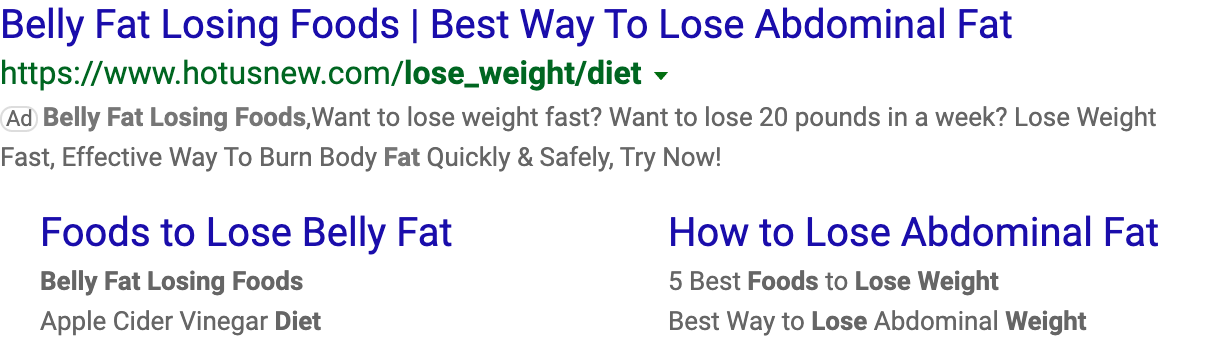 Belly Fat Losing Foods | Best Way To Lose Abdominal Fat
https://www.hotusnew.com/lose_weight/diet
Ad Belly Fat Losing Foods,Want to lose weight fast? Want to lose 20 pounds in a week? Lose Weight
Fast, Effective Way To Burn Body Fat Quickly & Safely, Try Now!
Foods to Lose Belly Fat
Belly Fat Losing Foods
Apple Cider Vinegar Diet
How to Lose Abdominal Fat
5 Best Foods to Lose Weight
Best Way to Lose Abdominal Weight